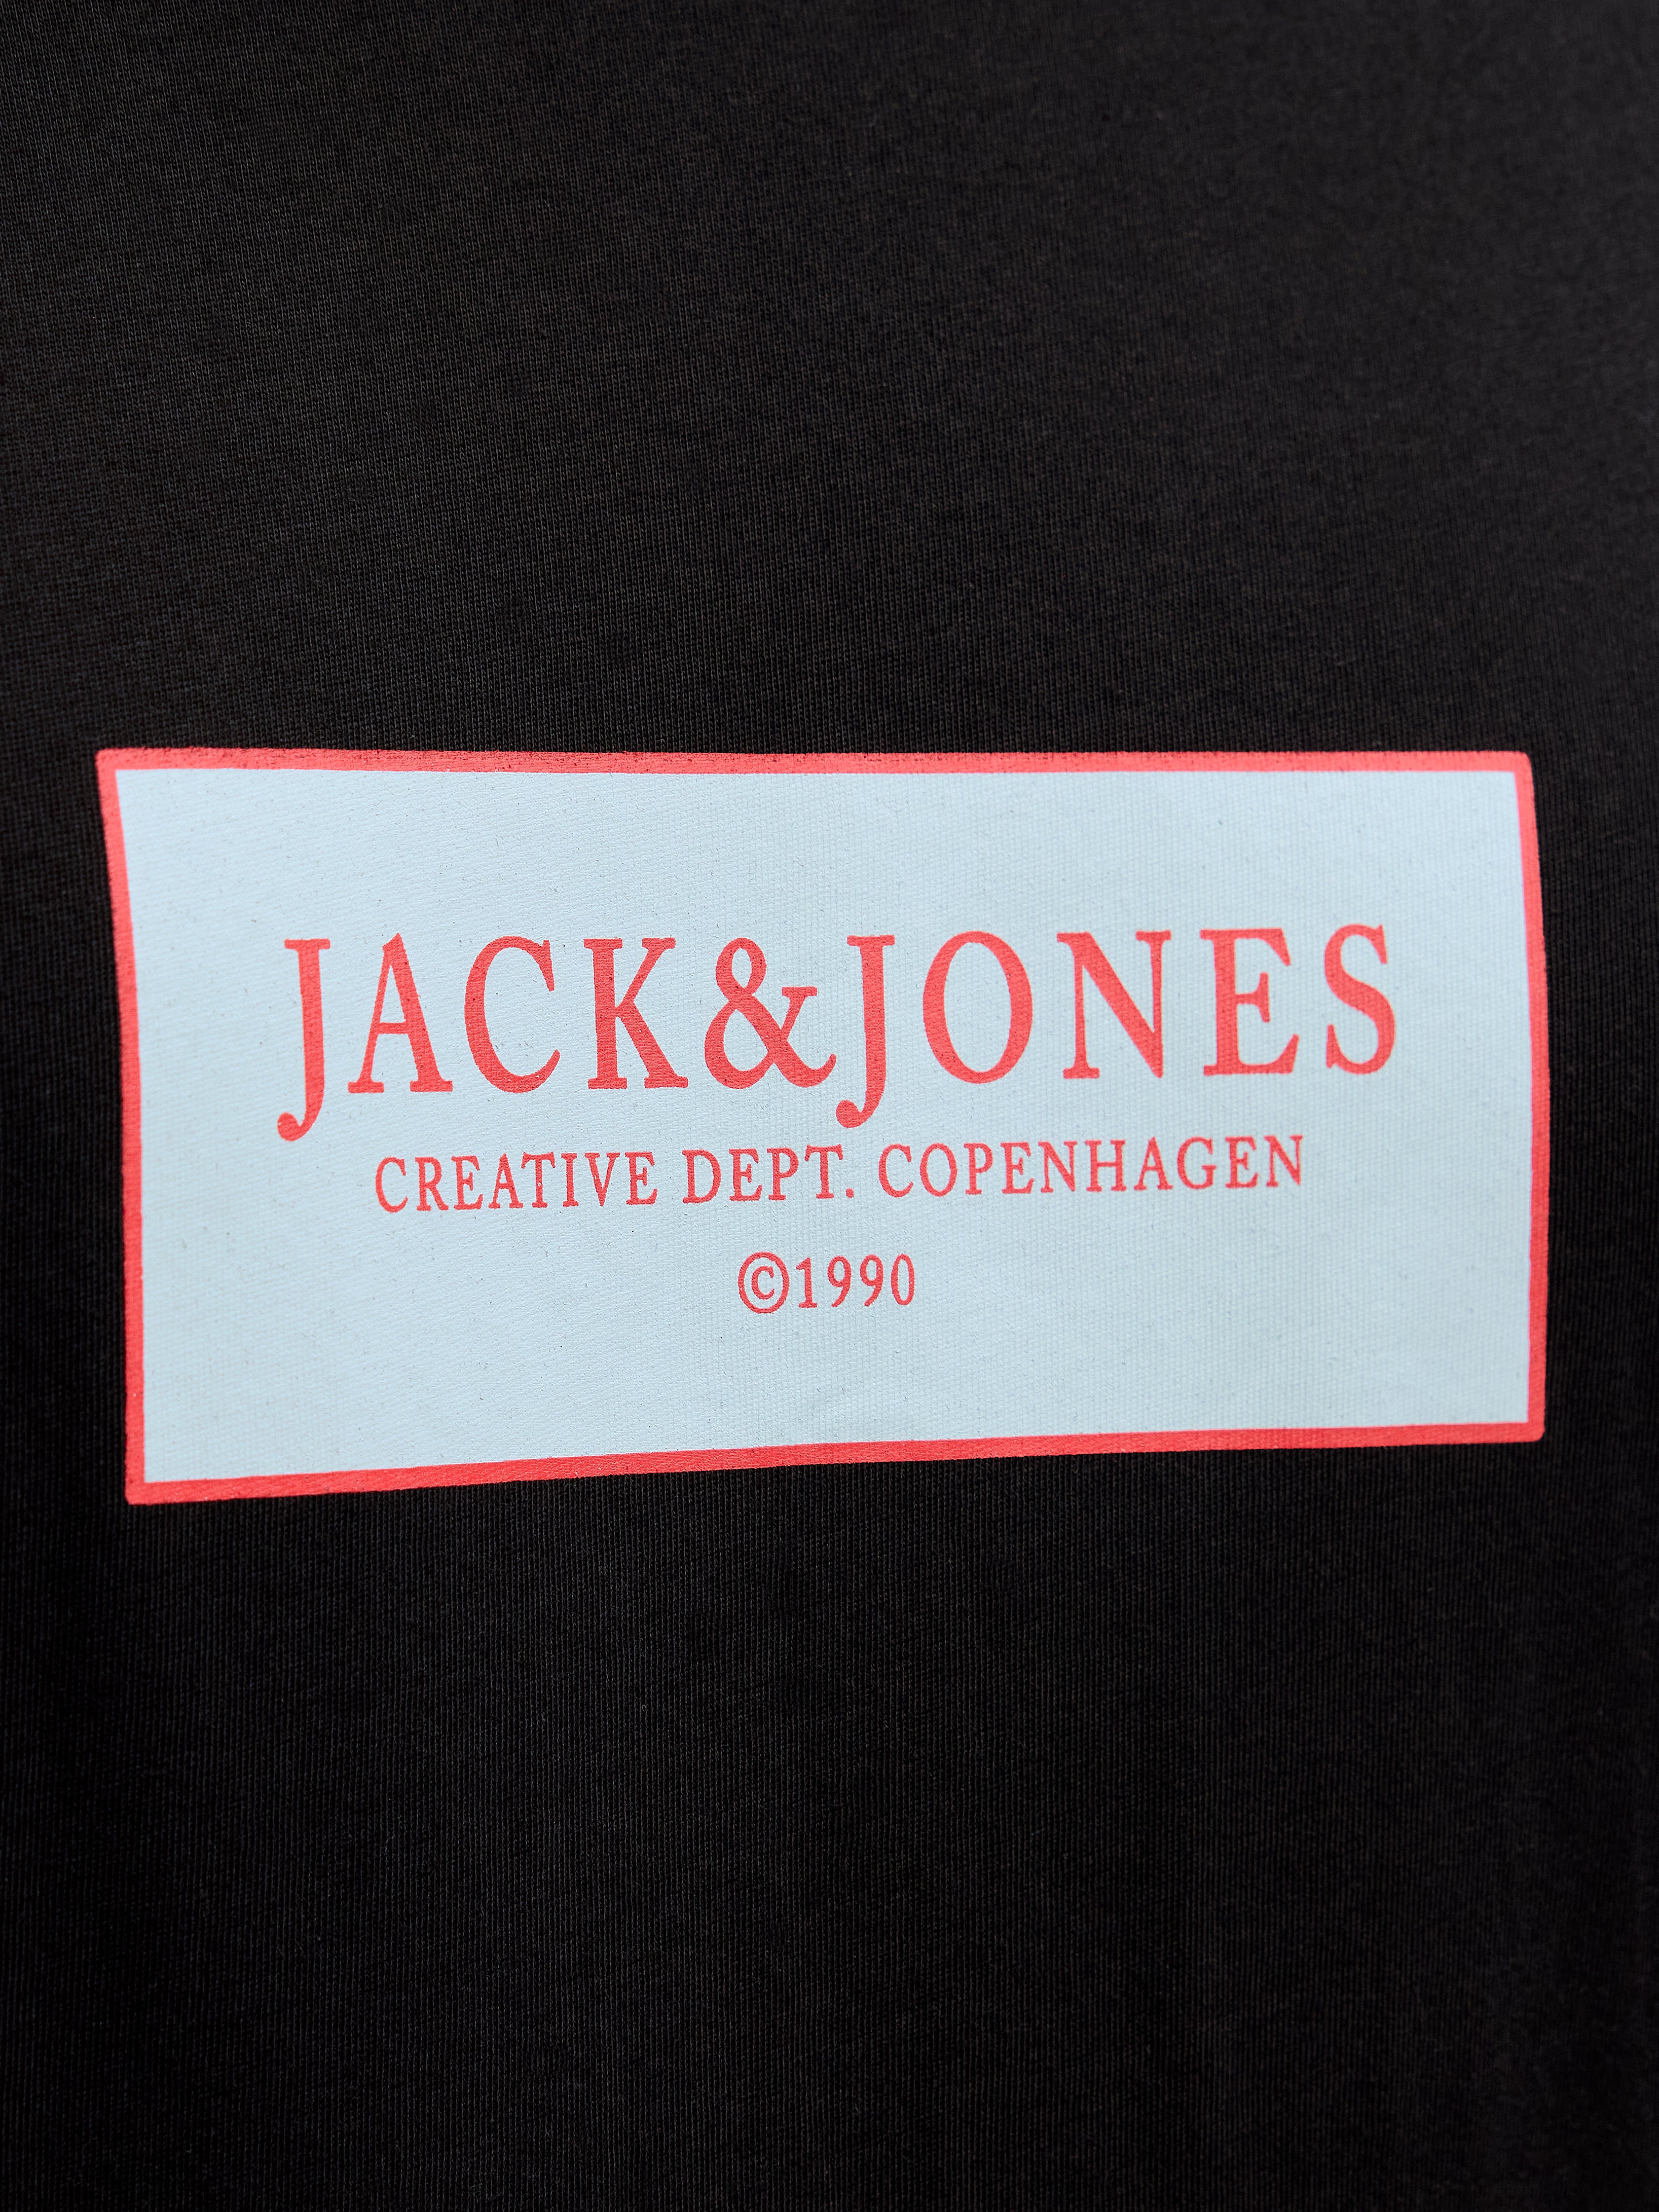 JACK&JONES
CREATIVE DEPT. COPENHAGEN
©1990